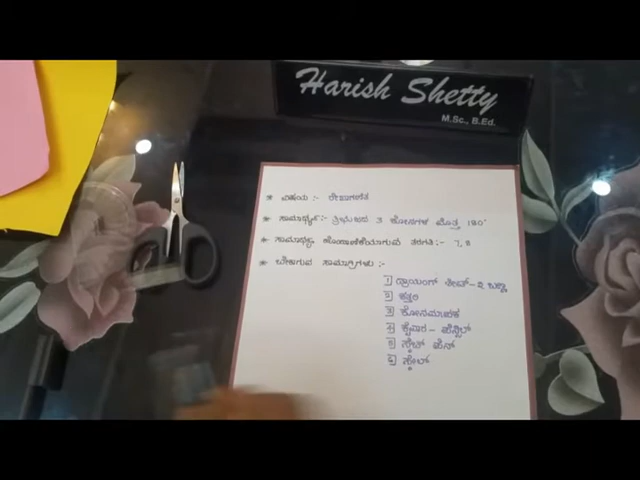 Harish Shetty
M.Sc., B.Ed.
* ವಿಷಯ :- ರೇಖಾಗಣಿತ
* ಸಾಮರ್ಥ್ಯ :- ತ್ರಿಭುಜದ 3 ಕೋನಗಳ ಮೊತ್ತ 180°
* ಸಾಮರ್ಥ್ಯ ಹೊಂದಾಣಿಕೆಯಾಗುವ ತರಗತಿ :- 7, 8
* ಬೇಕಾಗುವ ಸಾಮಗ್ರಿಗಳು :-
1 ಡ್ರಾಯಿಂಗ್ ಶೀಟ್ - 2 ಬಣ್ಣ
2 ಕತ್ತರಿ
3 ಕೋನಮಾಪಕ
4 ಕೈವಾರ - ಪೆನ್ಸಿಲ್
5 ಸ್ಕೆಚ್ ಪೆನ್
6 ಸ್ಕೇಲ್